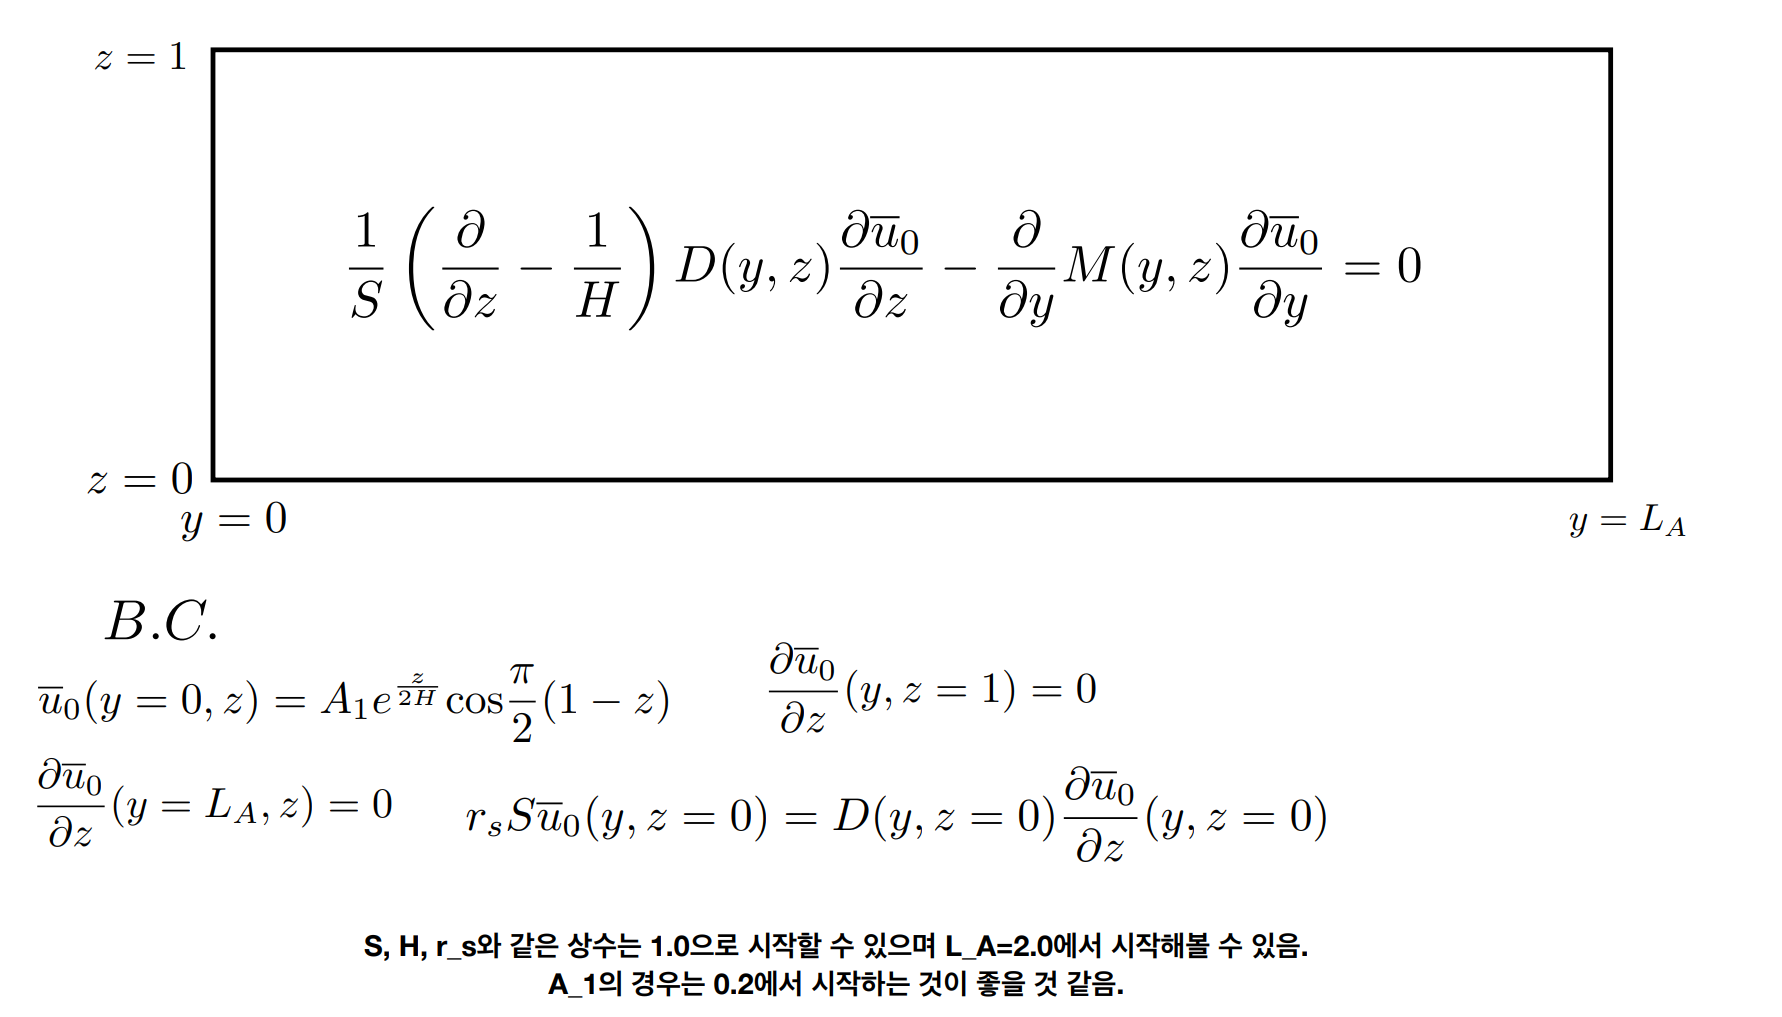 z = 1
\frac{1}{S} \left( \frac{\partial}{\partial z} - \frac{1}{H} \right) D(y, z) \frac{\partial \overline{u}_0}{\partial z} - \frac{\partial}{\partial y} M(y, z) \frac{\partial \overline{u}_0}{\partial y} = 0
z = 0
y = 0
y = L_A
B.C.
\overline{u}_0(y = 0, z) = A_1 e^{\frac{z}{2H}} \cos \frac{\pi}{2}(1 - z)
\frac{\partial \overline{u}_0}{\partial z}(y, z = 1) = 0
\frac{\partial \overline{u}_0}{\partial z}(y = L_A, z) = 0
r_s S \overline{u}_0(y, z = 0) = D(y, z = 0) \frac{\partial \overline{u}_0}{\partial z}(y, z = 0)
S, H, r_s와 같은 상수는 1.0으로 시작할 수 있으며 L_A=2.0에서 시작해볼 수 있음.
A_1의 경우는 0.2에서 시작하는 것이 좋을 것 같음.